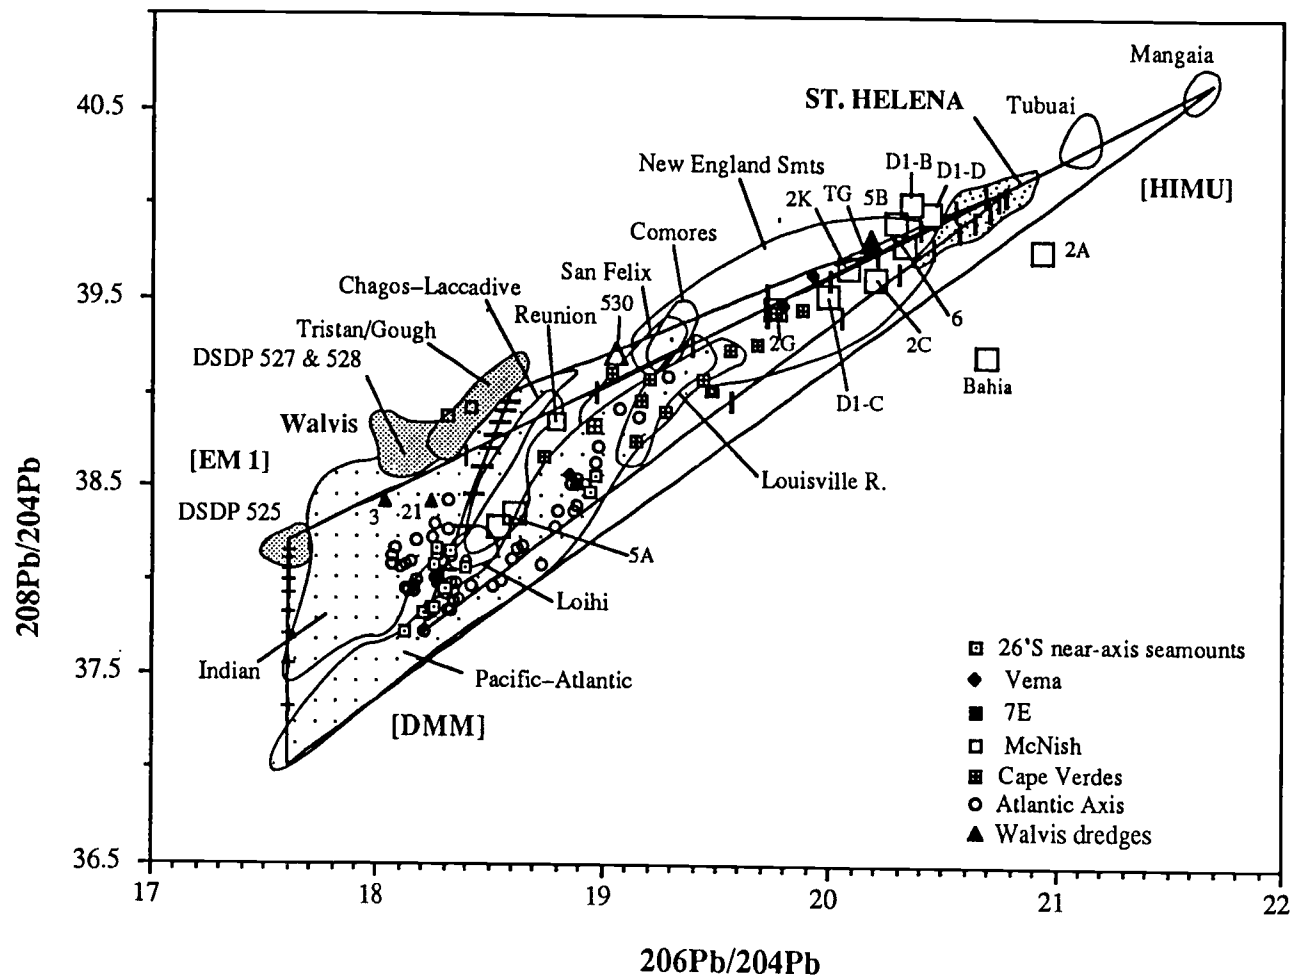 Mangaia
40.5
ST. HELENA
Tubuai
New England Smts
D1-B
D1-D
[HIMU]
2K
TG
5B
Comores
2A
San Felix
Chagos–Laccadive
39.5
Reunion
530
Tristan/Gough
6
DSDP 527 & 528
2G
2C
Bahia
D1-C
Walvis
[EM 1]
38.5
Louisville R.
DSDP 525
3
21
5A
Loihi
208Pb/204Pb
37.5
Indian
Pacific–Atlantic
[DMM]
26'S near-axis seamounts
Vema
7E
McNish
Cape Verdes
Atlantic Axis
Walvis dredges
36.5
17
18
19
20
21
22
206Pb/204Pb